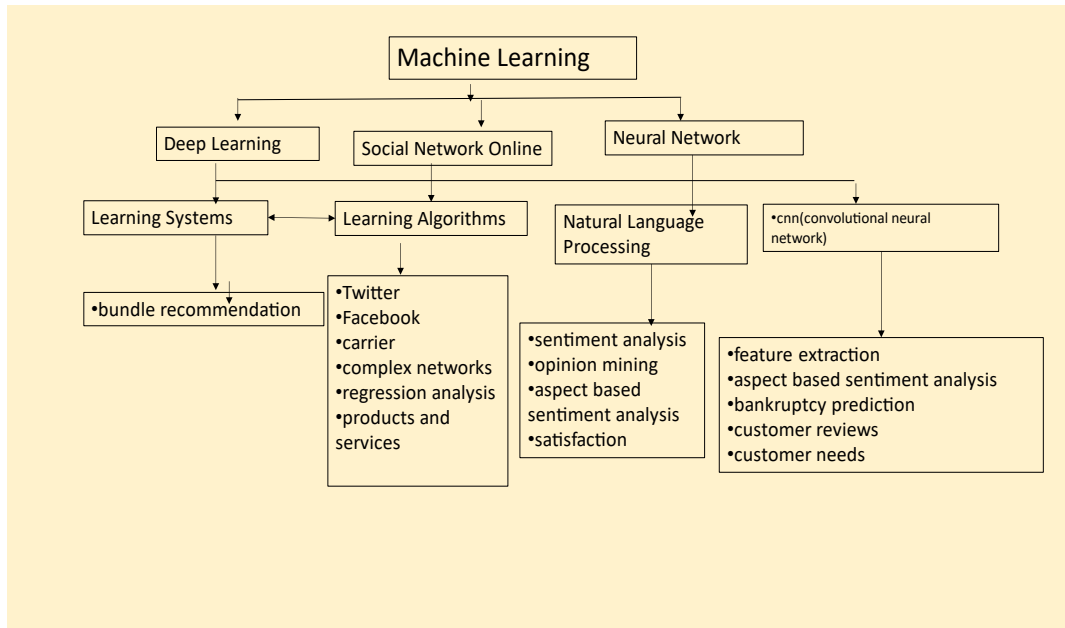 Machine Learning
Deep Learning
Social Network Online
Neural Network
Learning Systems
Learning Algorithms
Natural Language
Processing
•cnn(convolutional neural
network)
•bundle recommendation
•Twitter
•Facebook
•carrier
•complex networks
•regression analysis
•products and
services
•sentiment analysis
•opinion mining
•aspect based
sentiment analysis
•satisfaction
•feature extraction
•aspect based sentiment analysis
•bankruptcy prediction
•customer reviews
•customer needs